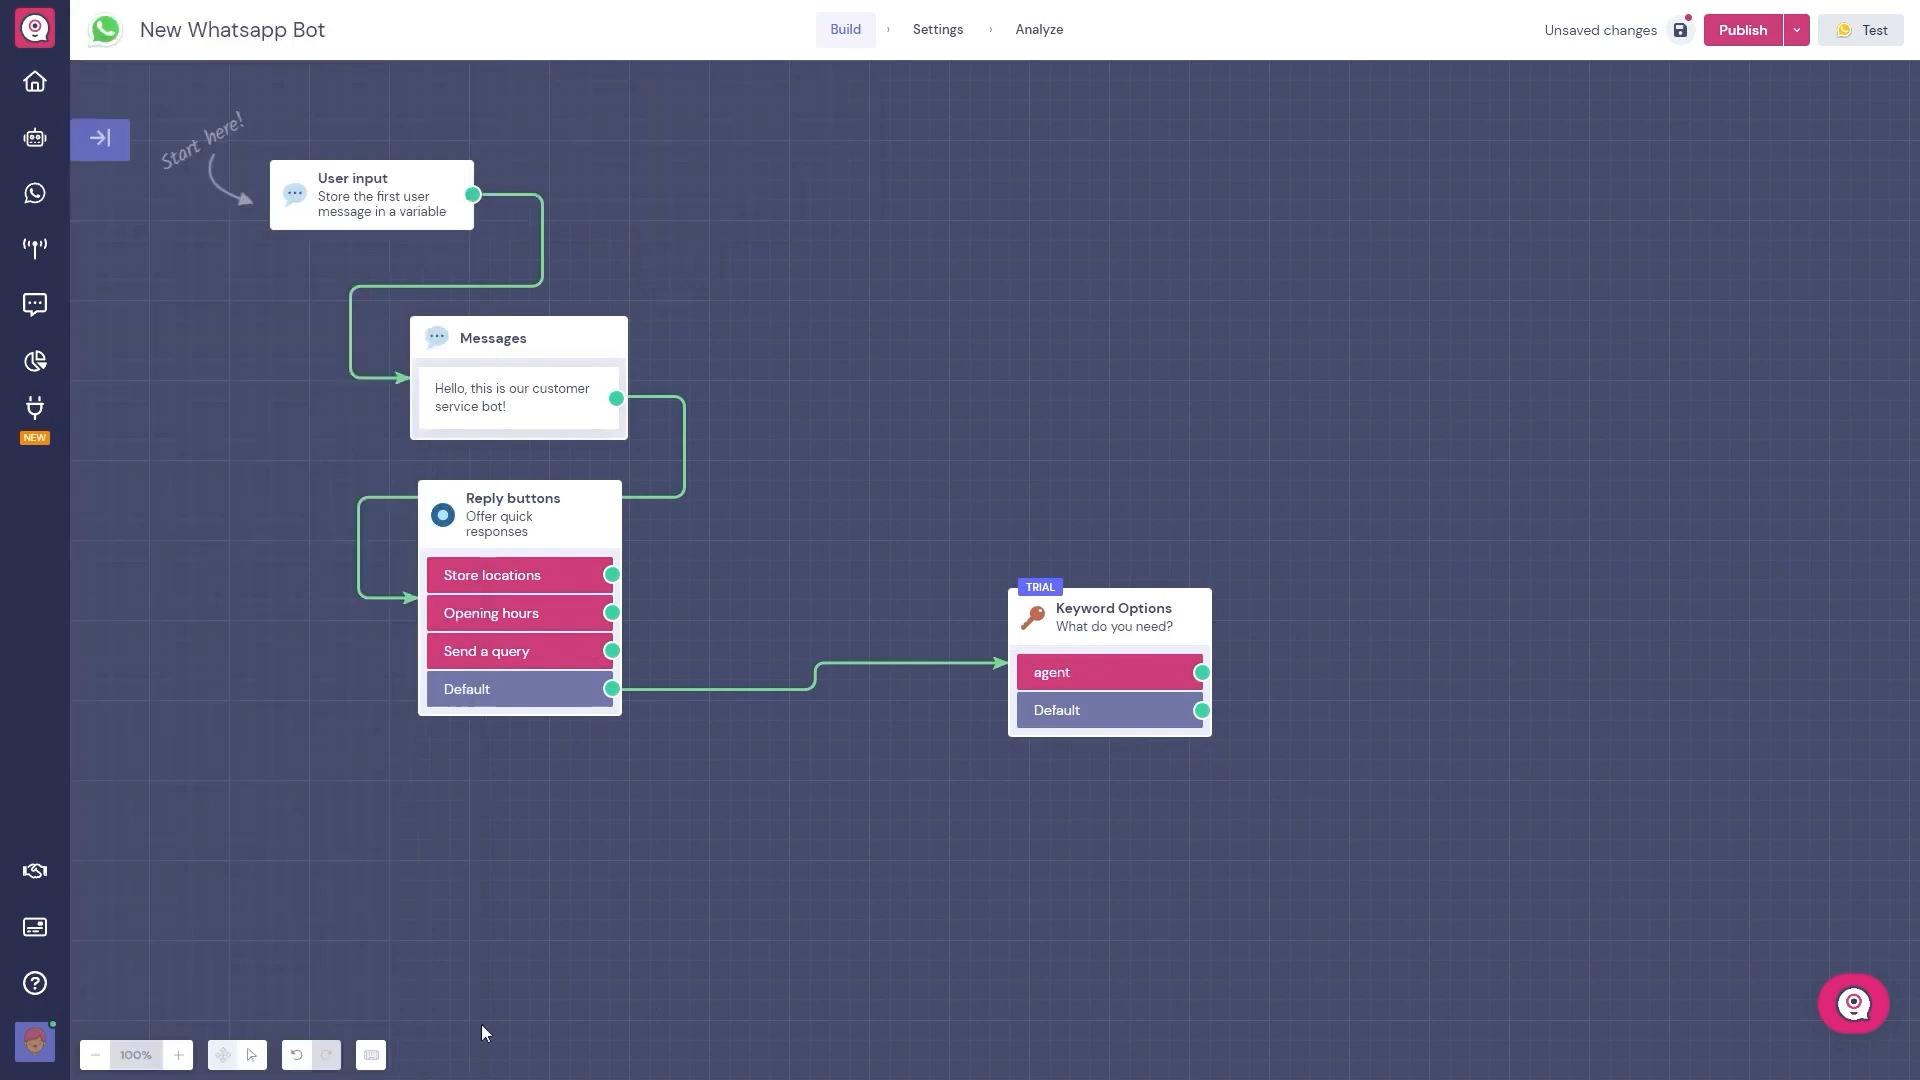 New Whatsapp Bot
Build
Settings
Analyze
Unsaved changes
Publish
Test
Start here!
User input
Store the first user
message in a variable
Messages
Hello, this is our customer
service bot!
NEW
Reply buttons
Offer quick
responses
Store locations
Opening hours
Send a query
Default
TRIAL
Keyword Options
What do you need?
agent
Default
100%